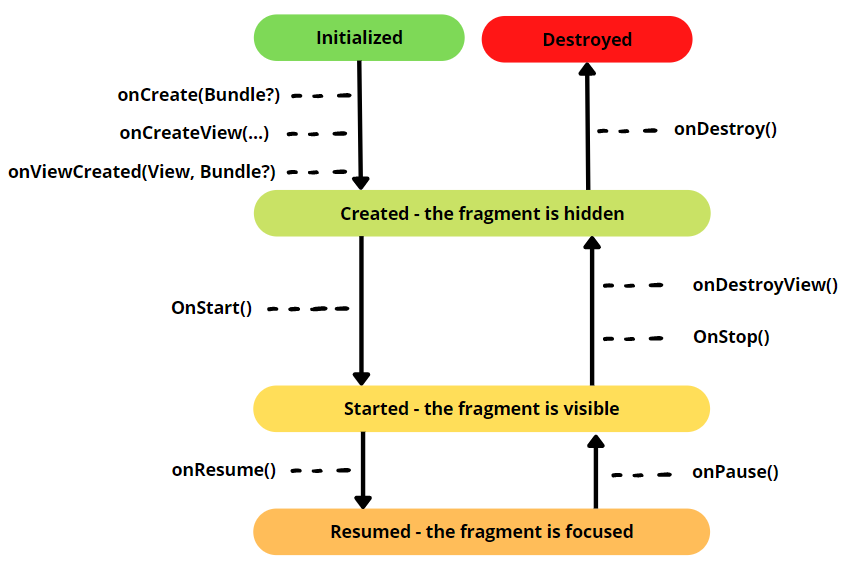 Initialized
Destroyed
onCreate(Bundle?)
onCreateView(...)
onDestroy()
onViewCreated(View, Bundle?)
Created - the fragment is hidden
onDestroyView()
OnStart()
OnStop()
Started - the fragment is visible
onResume()
onPause()
Resumed - the fragment is focused